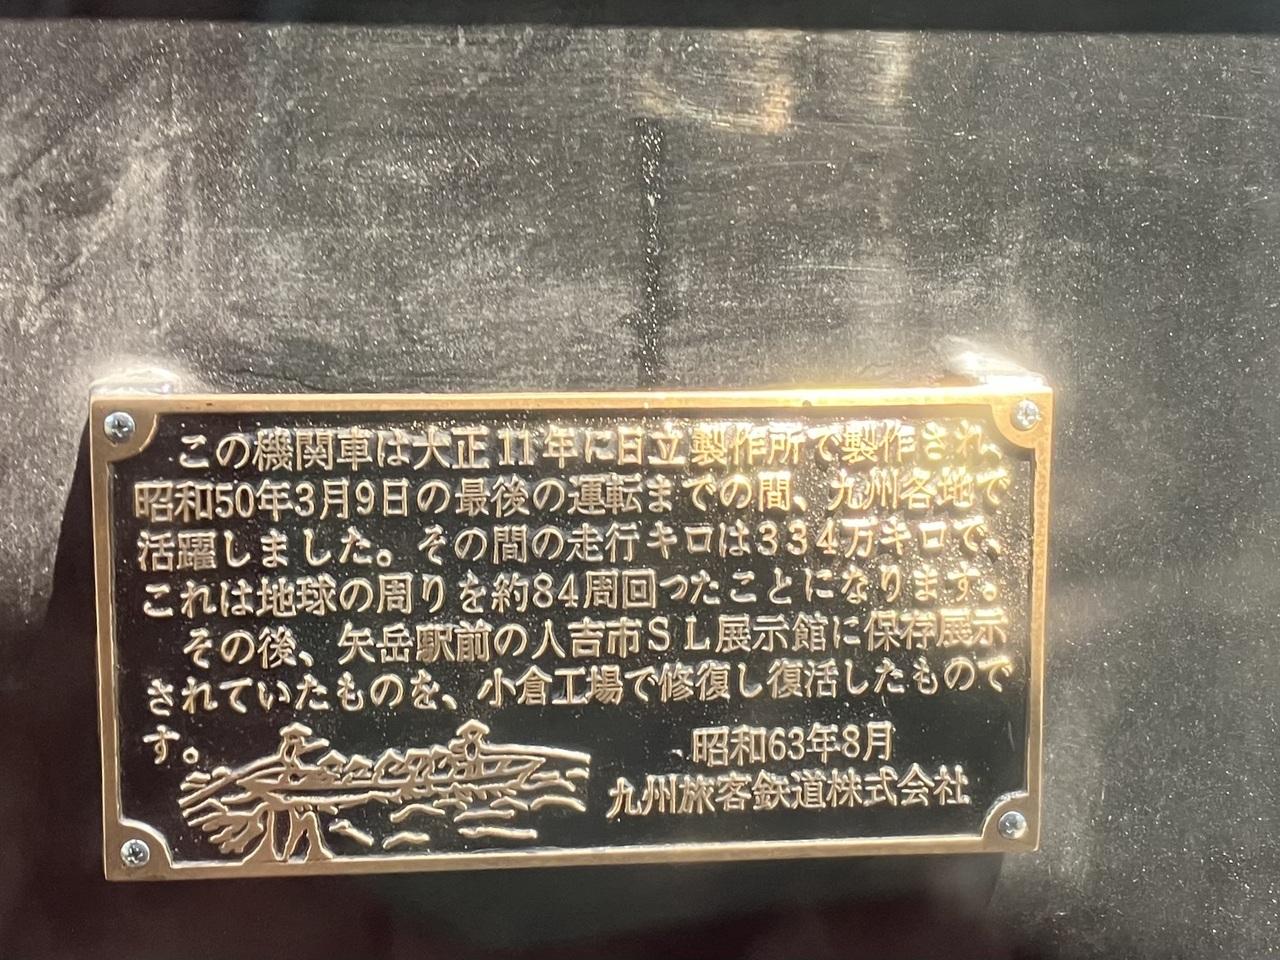 この機関車は大正11年に日立製作所で製作され、
昭和50年3月9日の最後の運転までの間、九州各地で
活躍しました。その間の走行キロは334万キロで、
これは地球の周りを約84周回つたことになります。
その後、矢岳駅前の人吉市SL展示館に保存展示
されていたものを、小倉工場で修復し復活したもので
す。
昭和63年8月
九州旅客鉄道株式会社